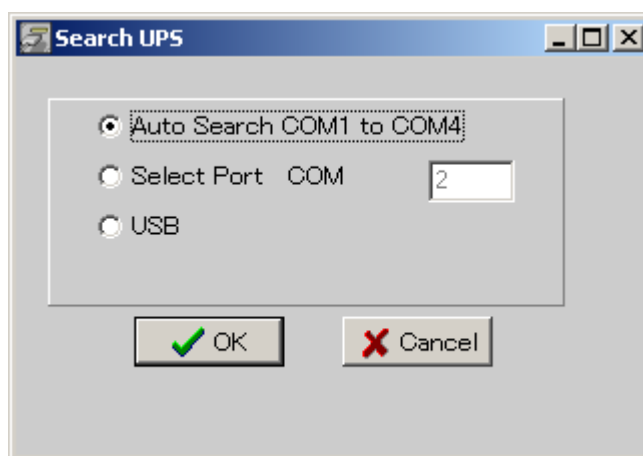 Search UPS
Auto Search COM1 to COM4
Select Port COM 2
USB
OK Cancel